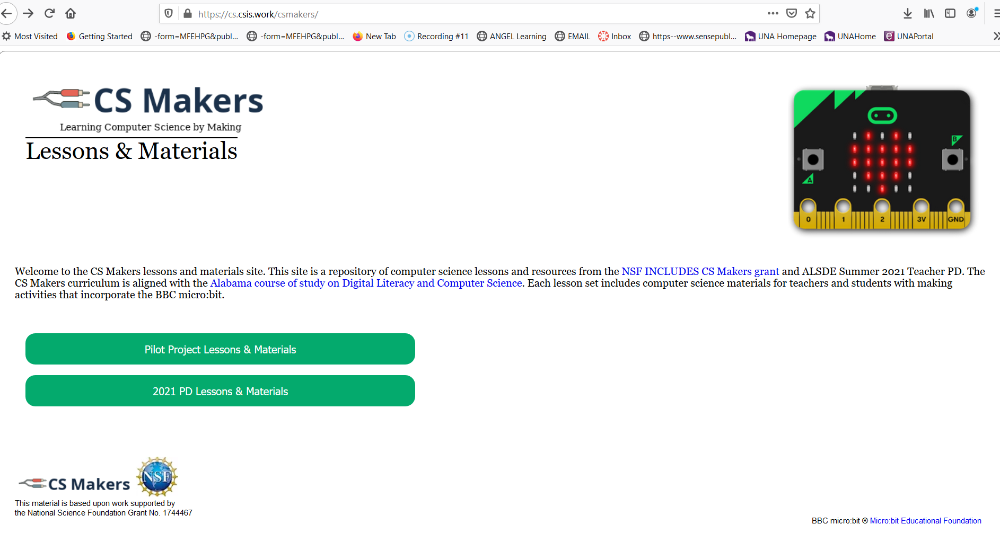 https://cs.csis.work/csmakers/
Most Visited Getting Started -form=MFEHPG&publ... -form=MFEHPG&publ... New Tab Recording #11 ANGEL Learning EMAIL Inbox https--www.sensepubl... UNA Homepage UNAHome UNAPortal
CS Makers
Learning Computer Science by Making
Lessons & Materials
B
A
0 1 2 3V GND
Welcome to the CS Makers lessons and materials site. This site is a repository of computer science lessons and resources from the NSF INCLUDES CS Makers grant and ALSDE Summer 2021 Teacher PD. The
CS Makers curriculum is aligned with the Alabama course of study on Digital Literacy and Computer Science. Each lesson set includes computer science materials for teachers and students with making
activities that incorporate the BBC micro:bit.
Pilot Project Lessons & Materials
2021 PD Lessons & Materials
CS Makers NSF
This material is based upon work supported by
the National Science Foundation Grant No. 1744467
BBC micro:bit ® Micro:bit Educational Foundation